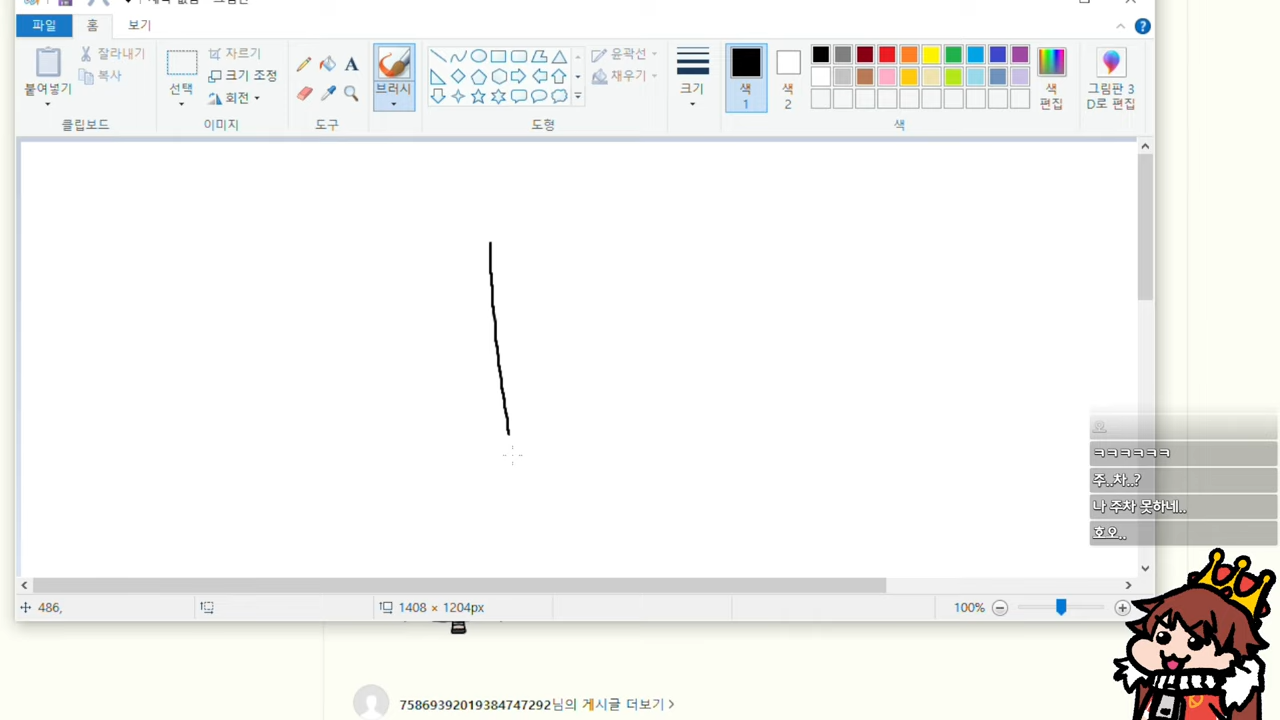 파일
홈
보기
붙여넣기
잘라내기
복사
클립보드
선택
자르기
크기 조정
회전
이미지
A
도구
브러시
윤곽선
채우기
도형
크기
색
1
색
2
색
편집
그림판 3
D로 편집
색
ㅋㅋㅋㅋㅋㅋ
주..차..?
나 주차 못하네..
호오..
486,
1408 × 1204px
100%
75869392019384747292님의 게시글 더보기 >